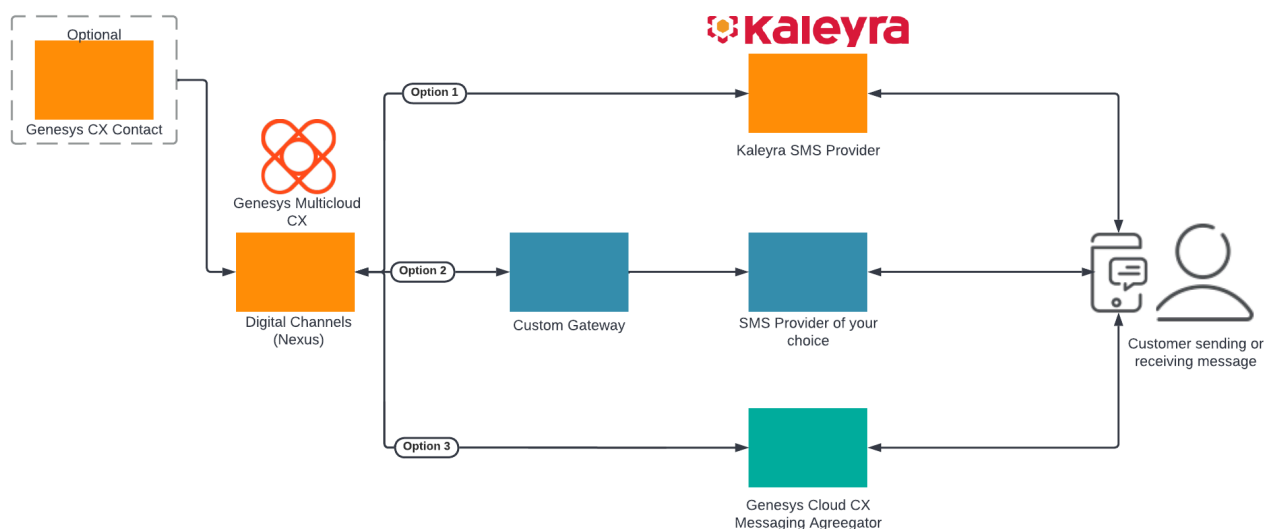 Optional
Genesys CX Contact
Genesys Multicloud
CX
Digital Channels
(Nexus)
Option 1
Option 2
Option 3
Kaleyra
Kaleyra SMS Provider
Custom Gateway
SMS Provider of your
choice
Genesys Cloud CX
Messaging Agreegator
Customer sending or
receiving message